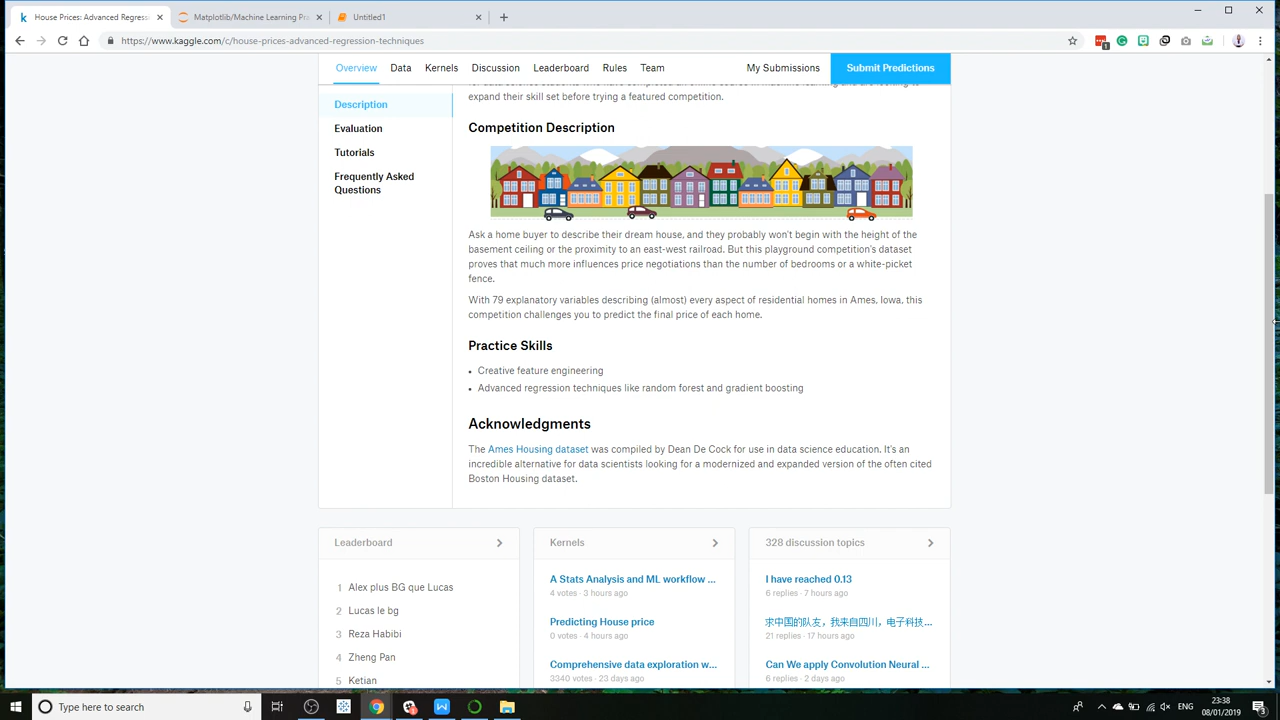 House Prices: Advanced Regress
Matplotlib/Machine Learning Pra
Untitled1
https://www.kaggle.com/c/house-prices-advanced-regression-techniques
Overview
Data
Kernels
Discussion
Leaderboard
Rules
Team
My Submissions
Submit Predictions
expand their skill set before trying a featured competition.
Description
Evaluation
Tutorials
Frequently Asked
Questions
Competition Description
Ask a home buyer to describe their dream house, and they probably won't begin with the height of the
basement ceiling or the proximity to an east-west railroad. But this playground competition's dataset
proves that much more influences price negotiations than the number of bedrooms or a white-picket
fence.
With 79 explanatory variables describing (almost) every aspect of residential homes in Ames, Iowa, this
competition challenges you to predict the final price of each home.
Practice Skills
• Creative feature engineering
• Advanced regression techniques like random forest and gradient boosting
Acknowledgments
The Ames Housing dataset was compiled by Dean De Cock for use in data science education. It's an
incredible alternative for data scientists looking for a modernized and expanded version of the often cited
Boston Housing dataset.
Leaderboard
1 Alex plus BG que Lucas
2 Lucas le bg
3 Reza Habibi
4 Zheng Pan
5 Ketian
Kernels
A Stats Analysis and ML workflow ...
4 votes · 3 hours ago
Predicting House price
0 votes · 4 hours ago
Comprehensive data exploration w...
3340 votes · 23 days ago
328 discussion topics
I have reached 0.13
6 replies · 7 hours ago
求中国的队友，我来自四川，电子科技...
21 replies · 17 hours ago
Can We apply Convolution Neural ...
6 replies · 2 days ago
Type here to search
ENG
23:38
08/01/2019